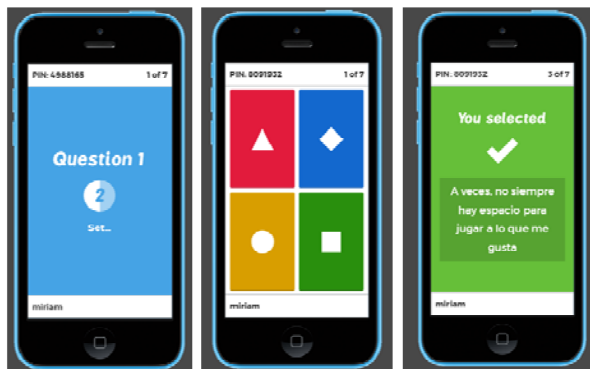 PIN: 4988165
1 of 7
Question 1
2
Set...
miriam
PIN: 8091932
1 of 7
miriam
PIN: 8091932
3 of 7
You selected
A veces, no siempre
hay espacio para
jugar a lo que me
gusta
miriam